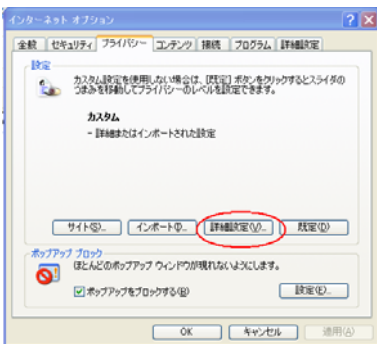 インターネット オプション
全般 セキュリティ プライバシー コンテンツ 接続 プログラム 詳細設定
設定
カスタム設定を使用しない場合は、[既定] ボタンをクリックするとスライダの
つまみを移動してプライバシーのレベルを設定できます。
カスタム
- 詳細またはインポートされた設定
サイト(S)... インポート(I)... 詳細設定(V)... 既定(D)
ポップアップ ブロック
ほとんどのポップアップ ウィンドウが現れないようにします。
ポップアップをブロックする(B) 設定(E)...
OK キャンセル 適用(A)